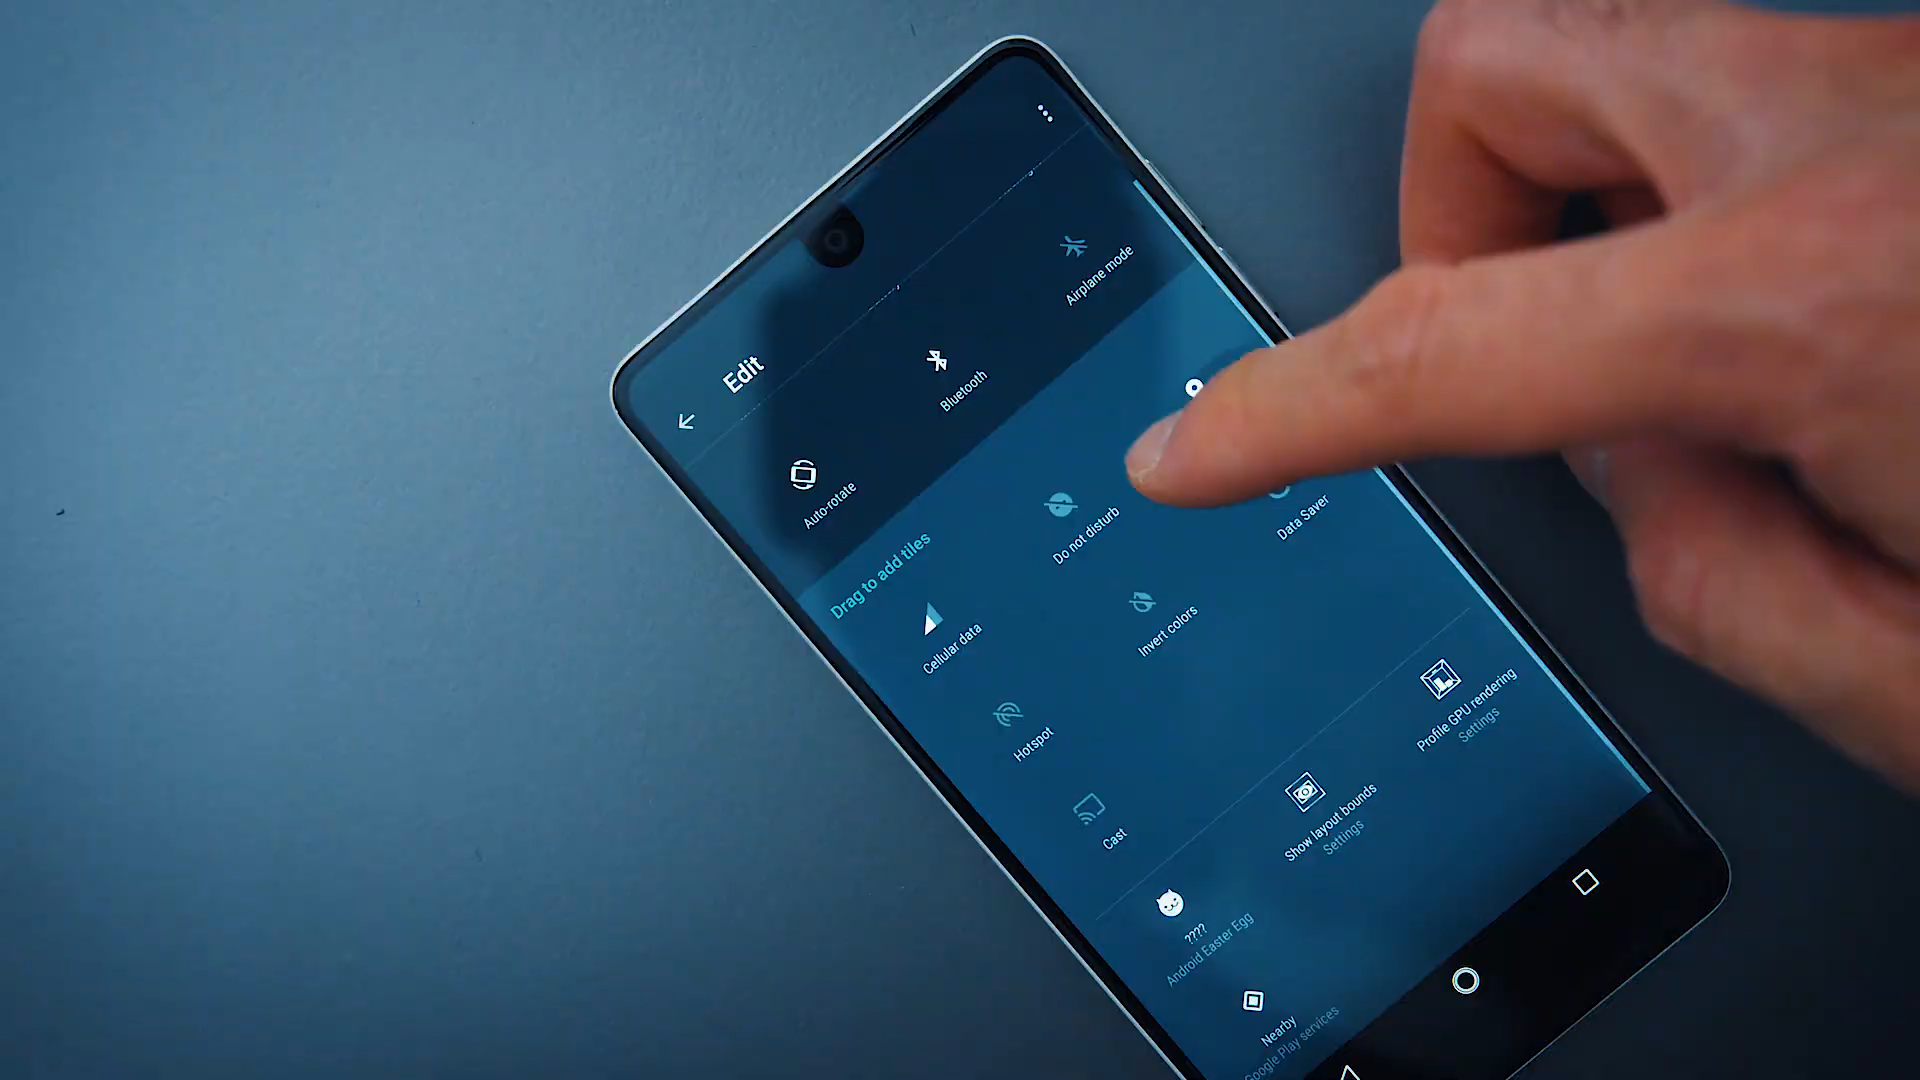 Edit
Auto-rotate
Bluetooth
Airplane mode
Drag to add tiles
Cellular data
Do not disturb
Hotspot
Invert colors
Data Saver
Cast
????
Android Easter Egg
Show layout bounds
Settings
Profile GPU rendering
Settings
Nearby
Google Play services